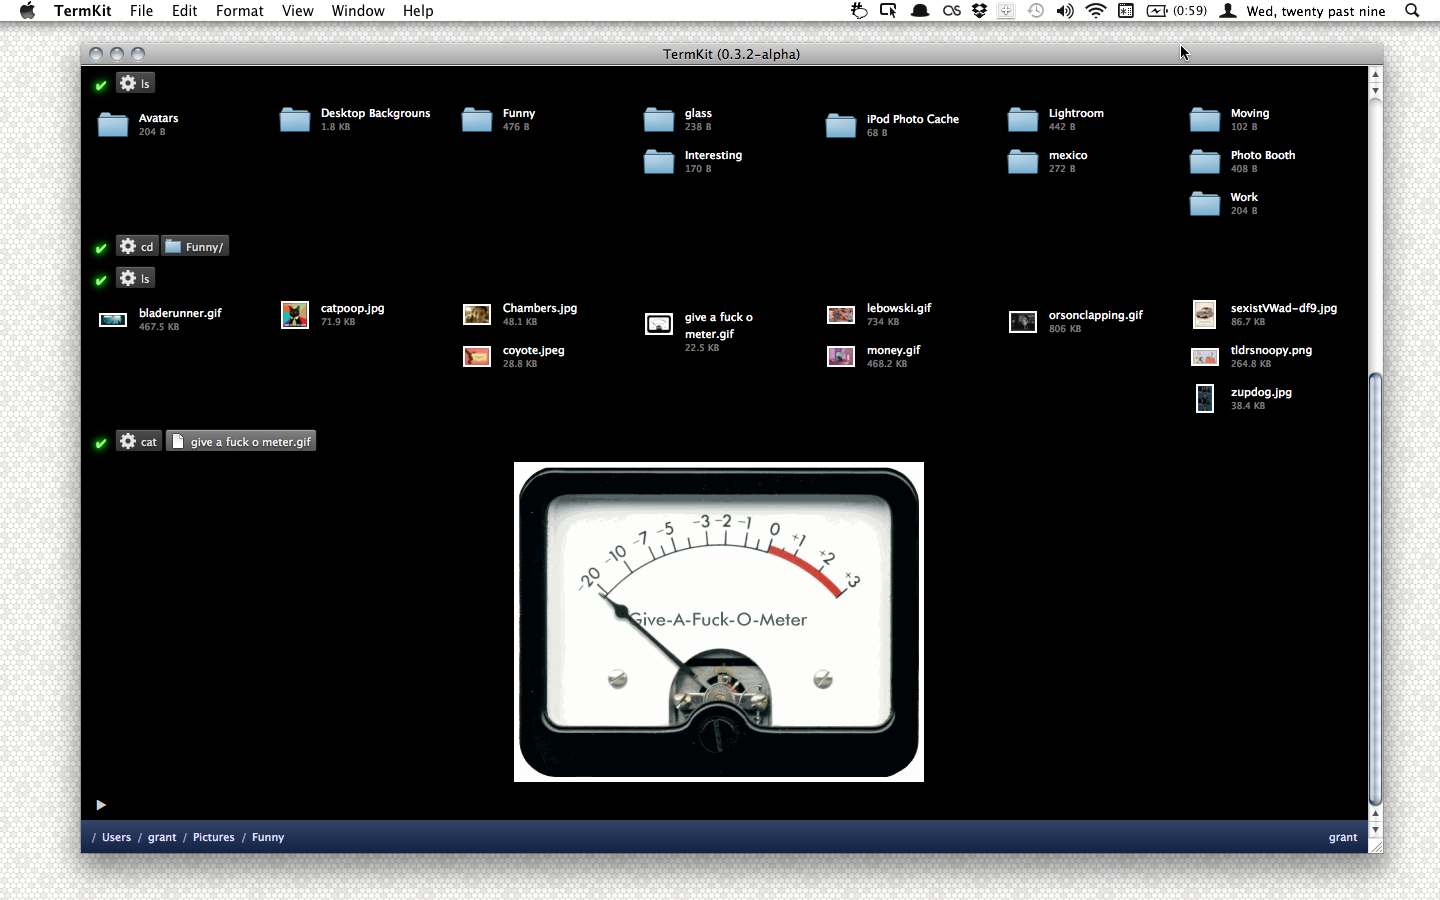 TermKit File Edit Format View Window Help (0:59) Wed, twenty past nine
TermKit (0.3.2-alpha)
ls
Avatars
204 B
Desktop Backgrouns
1.8 KB
Funny
476 B
glass
238 B
Interesting
170 B
iPod Photo Cache
68 B
Lightroom
442 B
mexico
272 B
Moving
102 B
Photo Booth
408 B
Work
204 B
cd Funny/
ls
bladerunner.gif
467.5 KB
catpoop.jpg
71.9 KB
Chambers.jpg
48.1 KB
coyote.jpeg
28.8 KB
give a fuck o
meter.gif
22.5 KB
lebowski.gif
734 KB
money.gif
468.2 KB
orsonclapping.gif
806 KB
sexistVWad-df9.jpg
86.7 KB
tldrsnoopy.png
264.8 KB
zupdog.jpg
38.4 KB
cat give a fuck o meter.gif
-20 -10 -7 -5 -3 -2 -1 0 +1 +2 +3
Give-A-Fuck-O-Meter
/ Users / grant / Pictures / Funny
grant